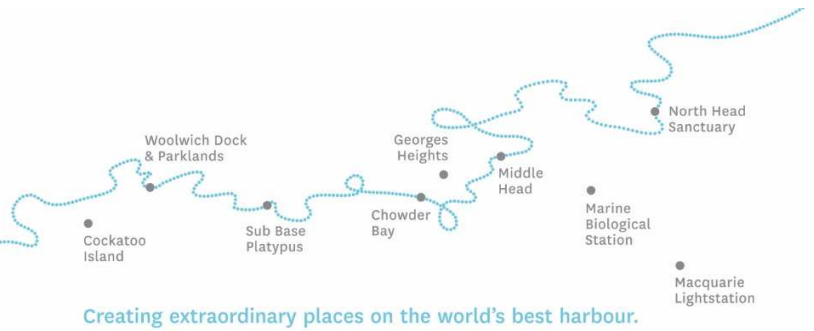 North Head
Sanctuary
Woolwich Dock
& Parklands
Georges
Heights
Middle
Head
Marine
Biological
Station
Chowder
Bay
Sub Base
Platypus
Cockatoo
Island
Macquarie
Lightstation
Creating extraordinary places on the world's best harbour.